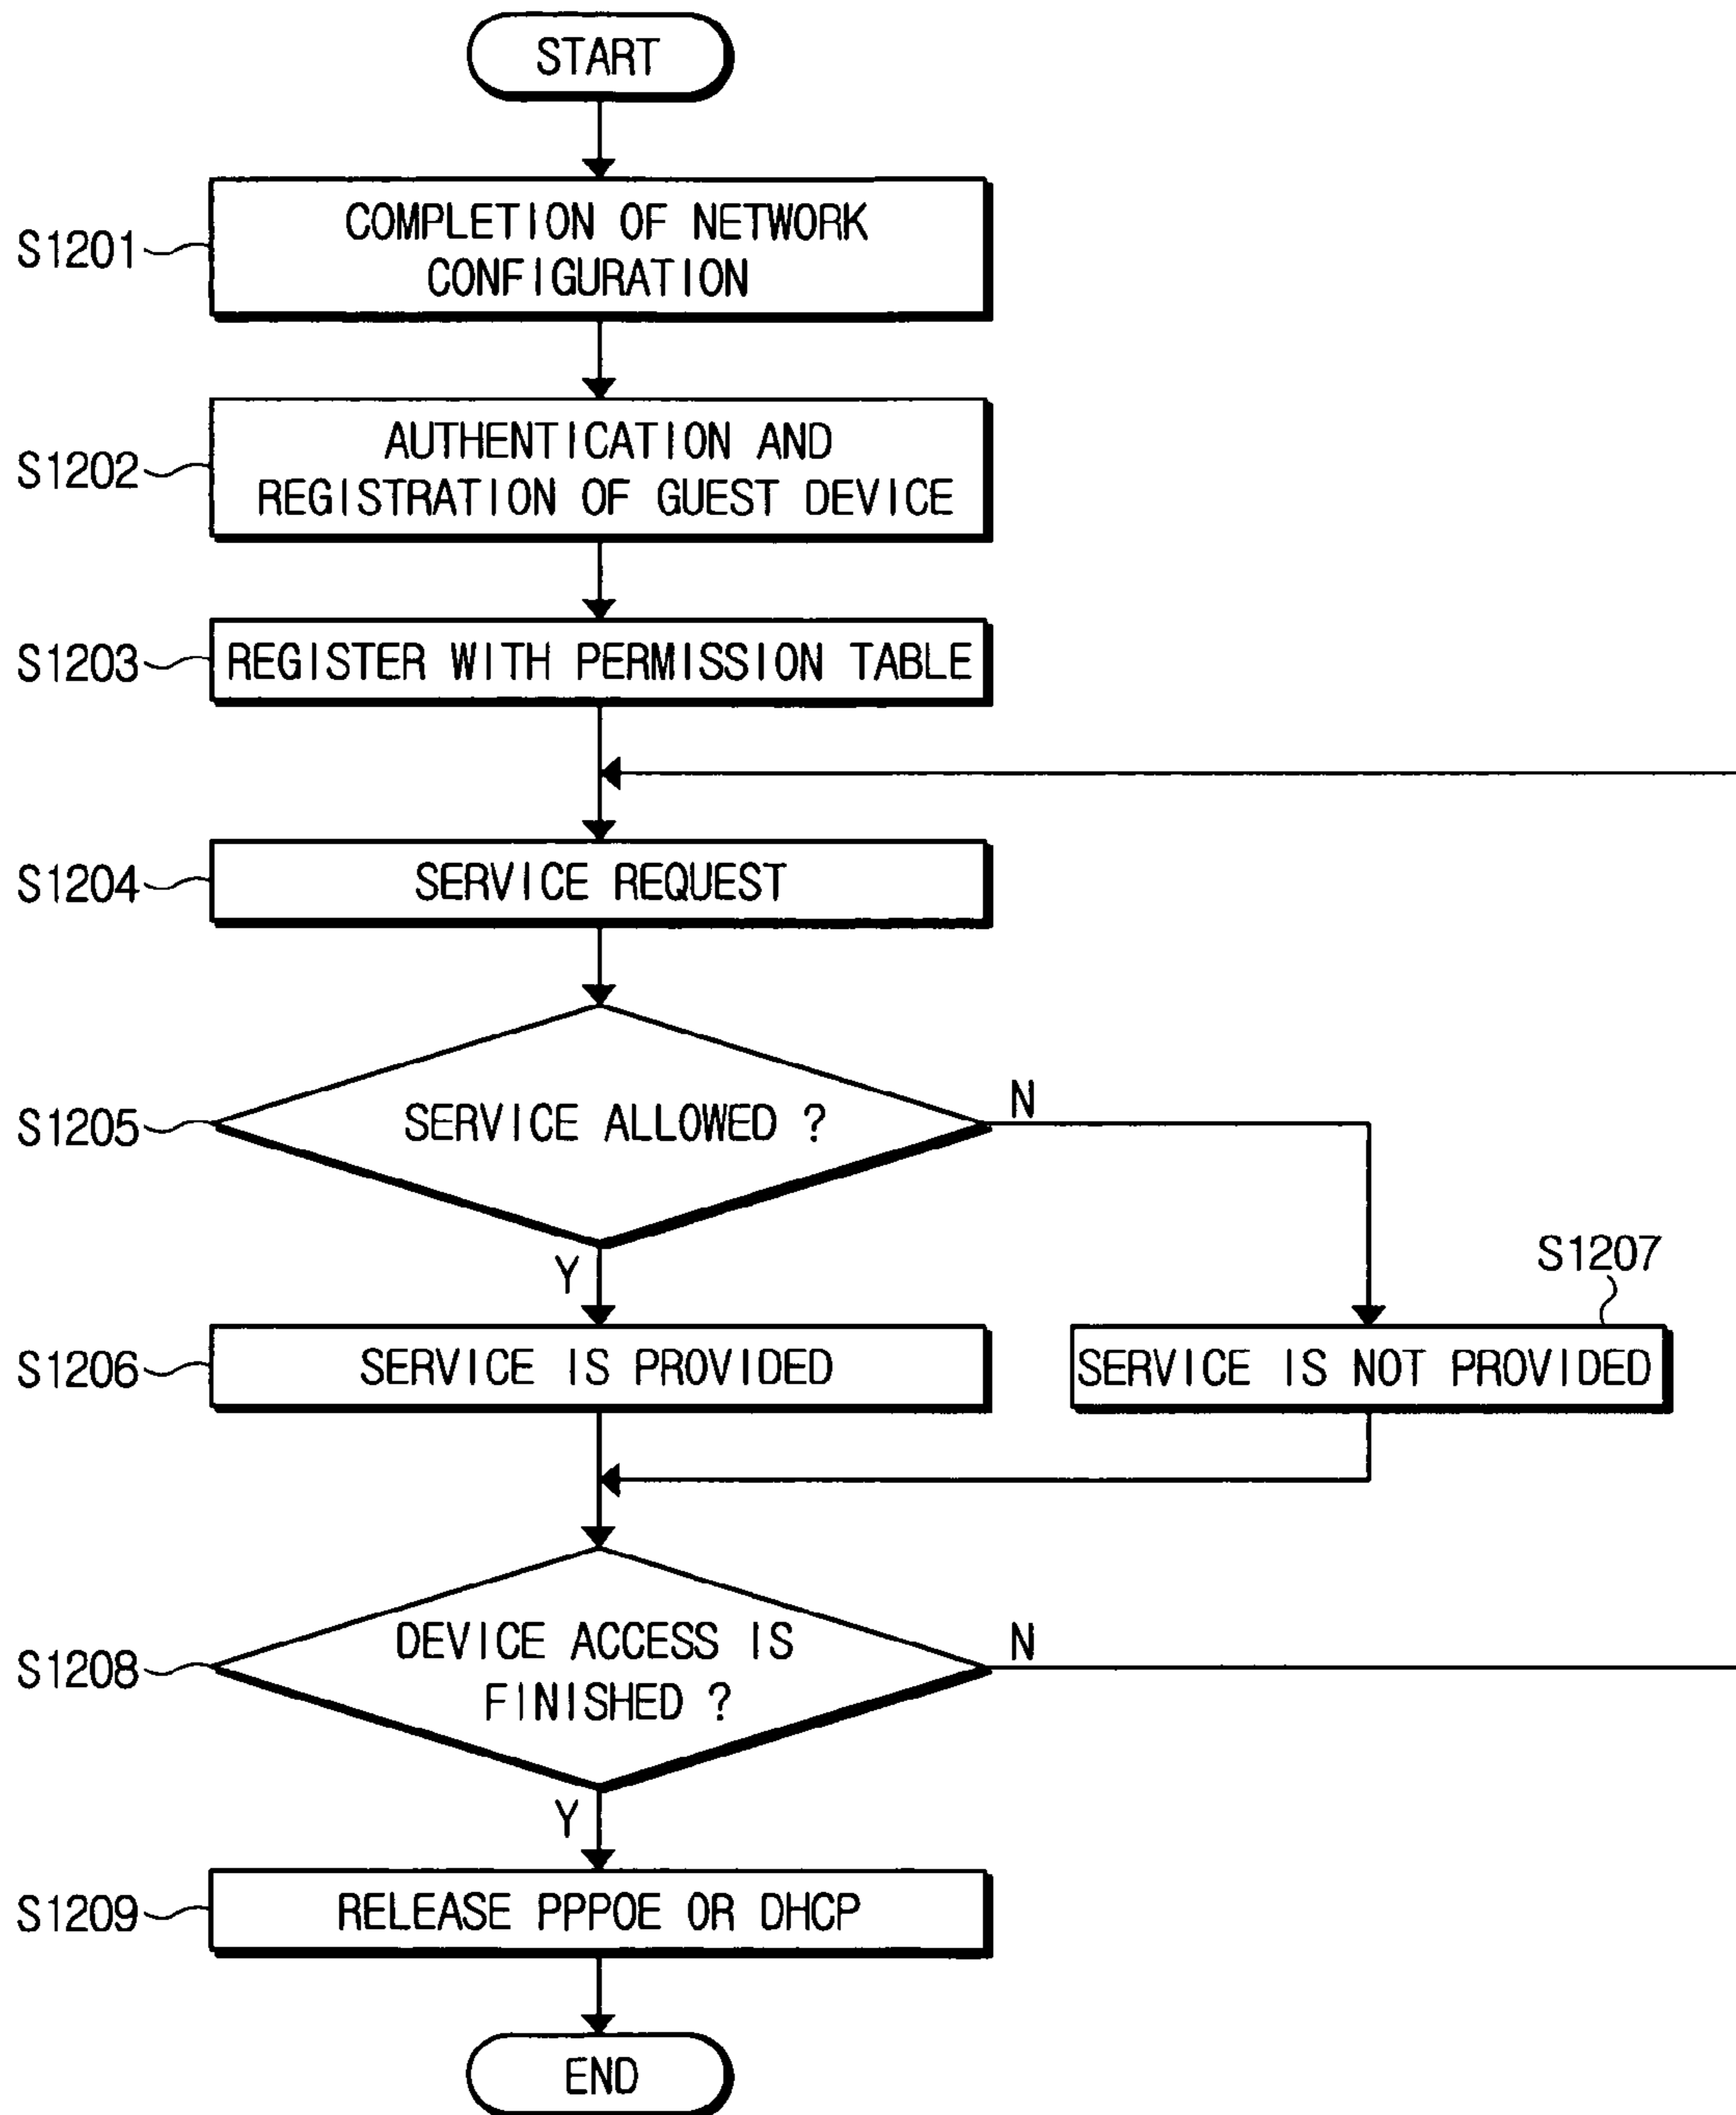 START
S1201
COMPLETION OF NETWORK
CONFIGURATION
S1202
AUTHENTICATION AND
REGISTRATION OF GUEST DEVICE
S1203
REGISTER WITH PERMISSION TABLE
S1204
SERVICE REQUEST
S1205
SERVICE ALLOWED ?
N
Y
S1207
S1206
SERVICE IS PROVIDED
SERVICE IS NOT PROVIDED
S1208
DEVICE ACCESS IS
FINISHED ?
N
Y
S1209
RELEASE PPPOE OR DHCP
END